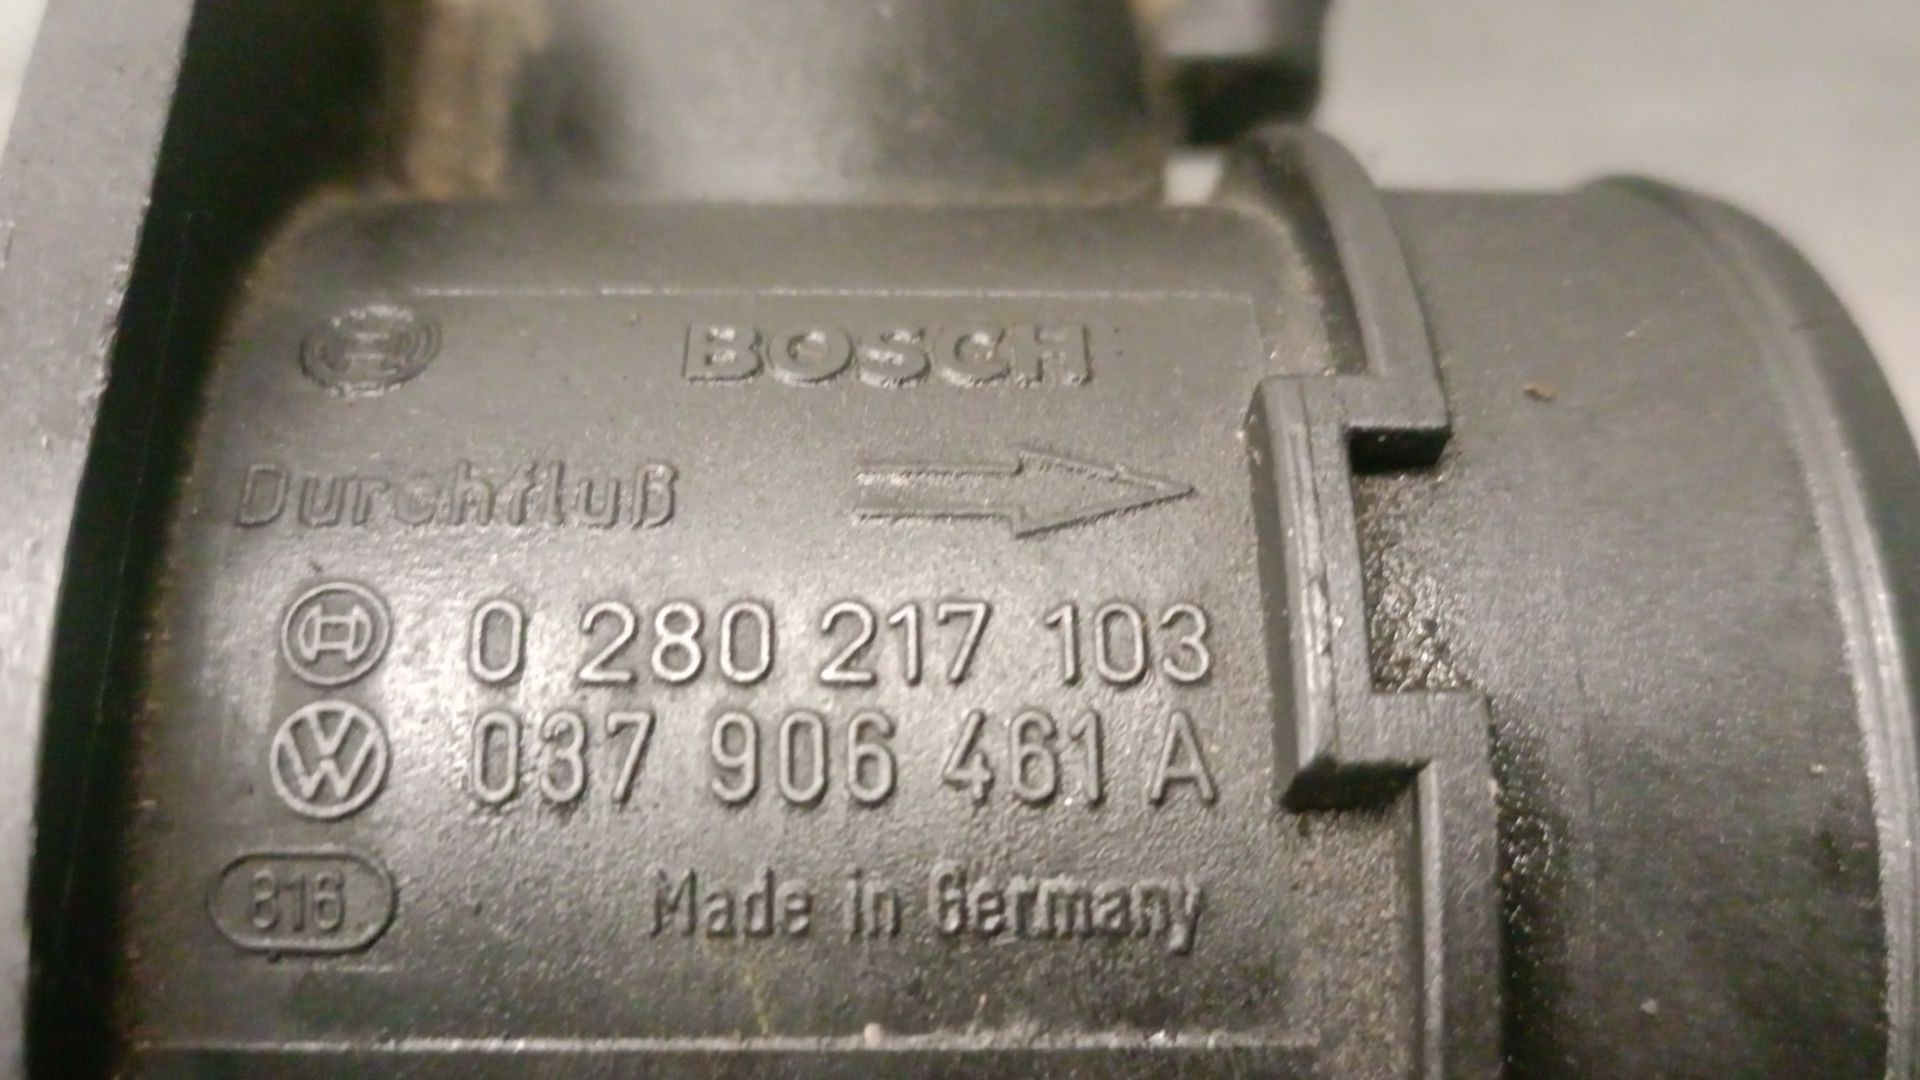 BOSCH
Durchfluß
0 280 217 103
037 906 461 A
816
Made in Germany